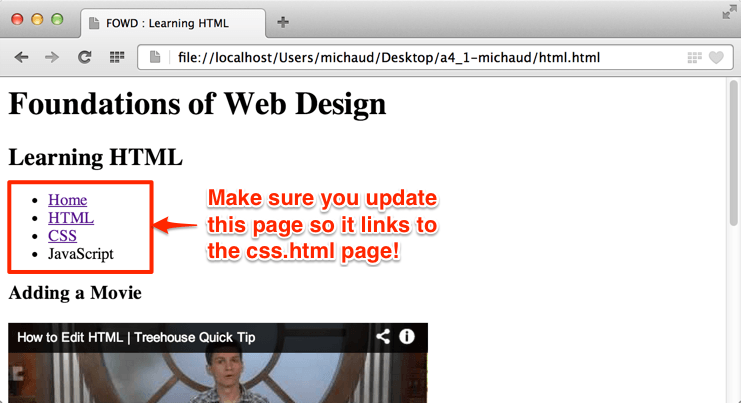 FOWD : Learning HTML
file://localhost/Users/michaud/Desktop/a4_1-michaud/html.html
Foundations of Web Design
Learning HTML
Home
HTML
CSS
JavaScript
Make sure you update
this page so it links to
the css.html page!
Adding a Movie
How to Edit HTML | Treehouse Quick Tip